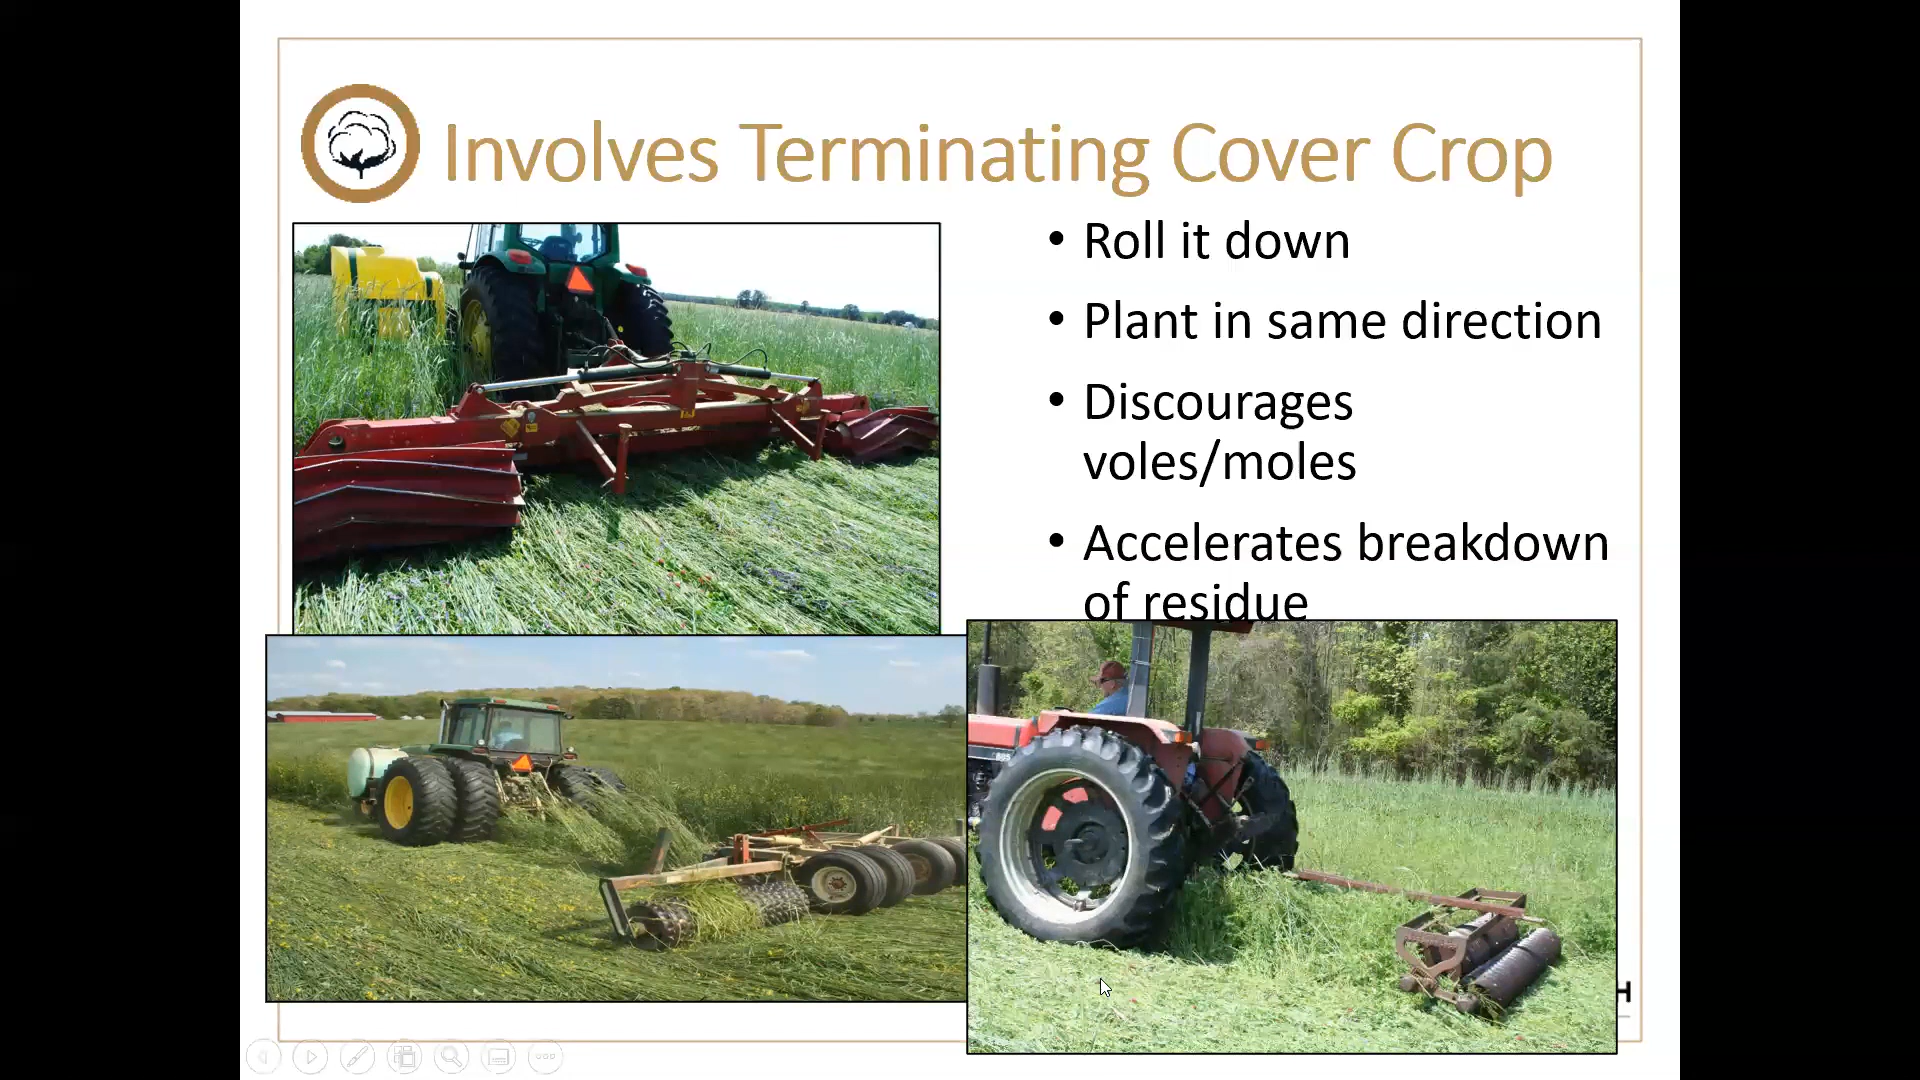 Involves Terminating Cover Crop
• Roll it down
• Plant in same direction
• Discourages
voles/moles
• Accelerates breakdown
of residue
H